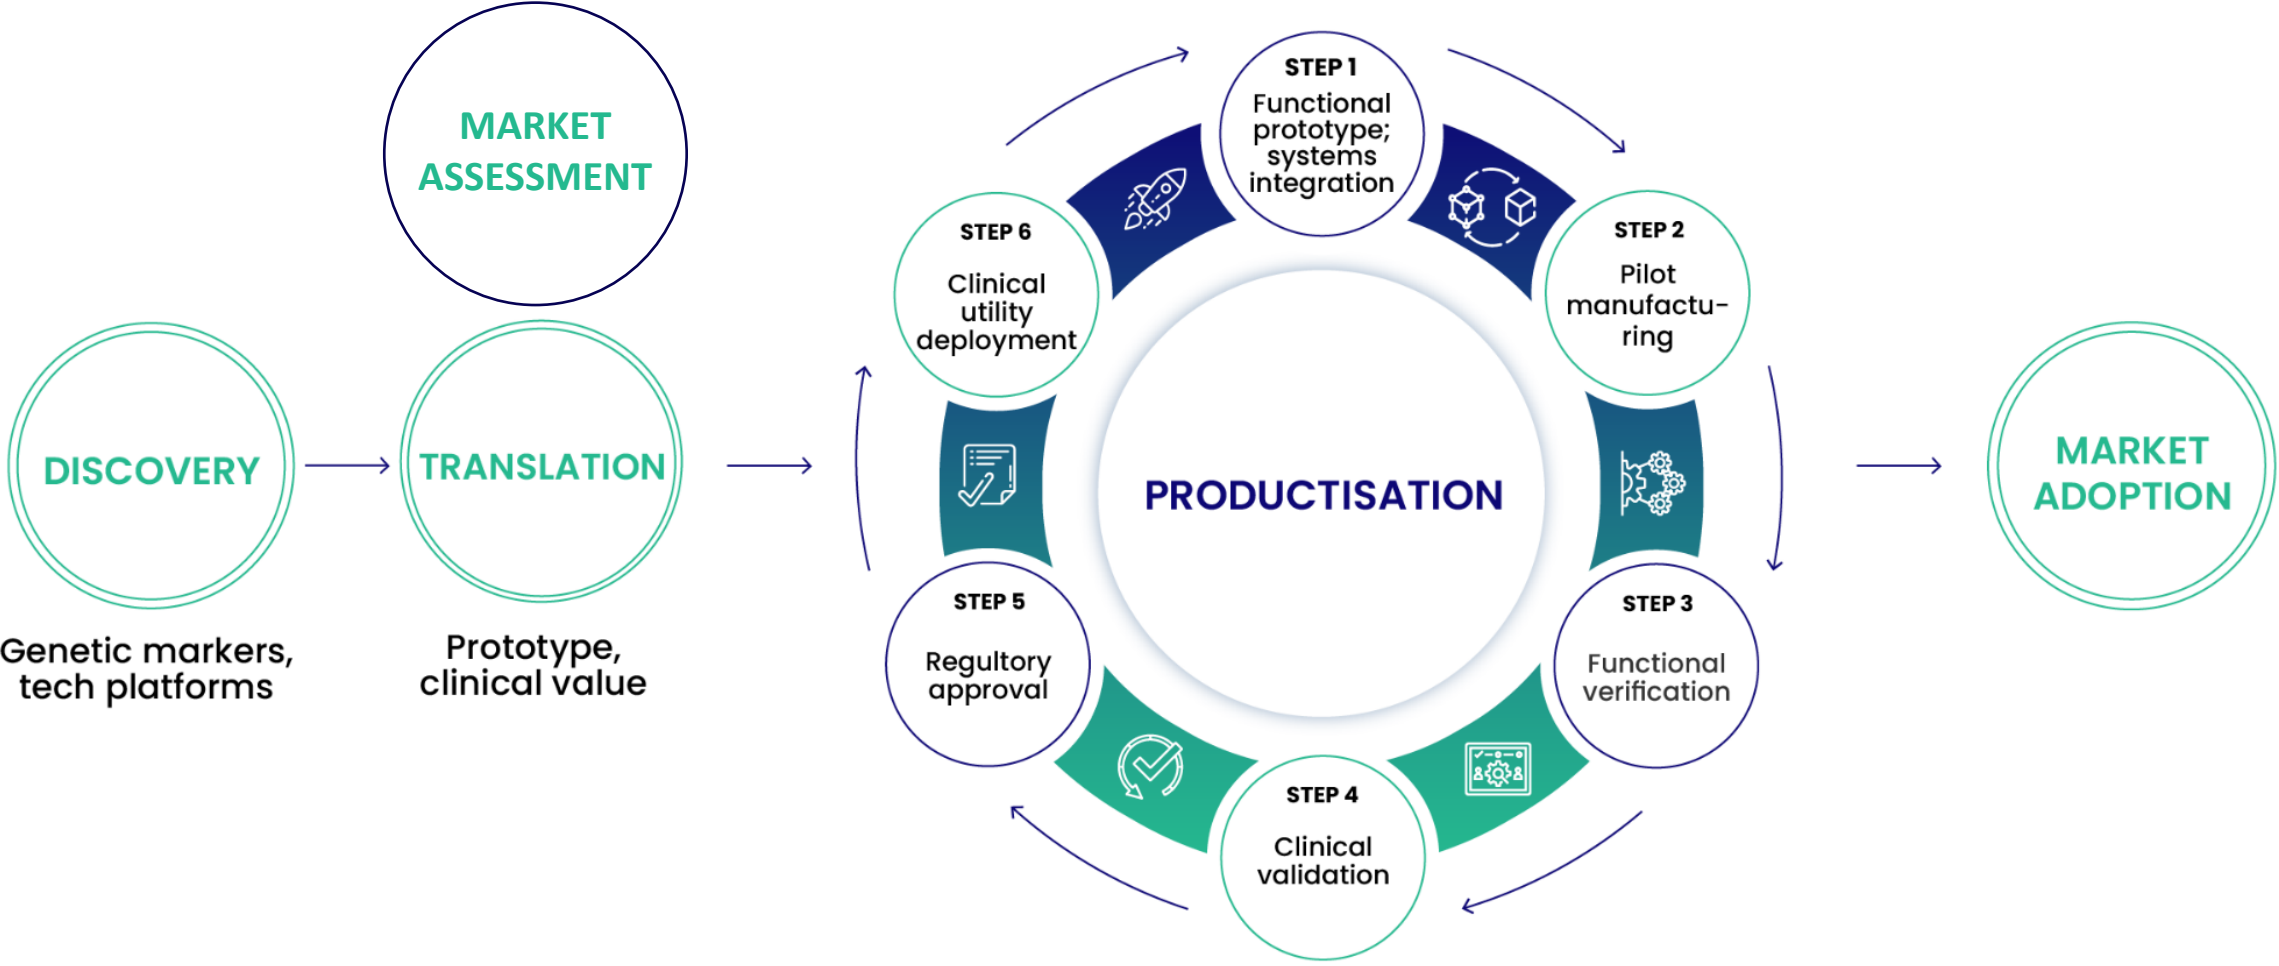 MARKET
ASSESSMENT
DISCOVERY
Genetic markers,
tech platforms
TRANSLATION
Prototype,
clinical value
PRODUCTISATION
STEP 1
Functional
prototype;
systems
integration
STEP 2
Pilot
manufactu-
ring
STEP 3
Functional
verification
STEP 4
Clinical
validation
STEP 5
Regultory
approval
STEP 6
Clinical
utility
deployment
MARKET
ADOPTION